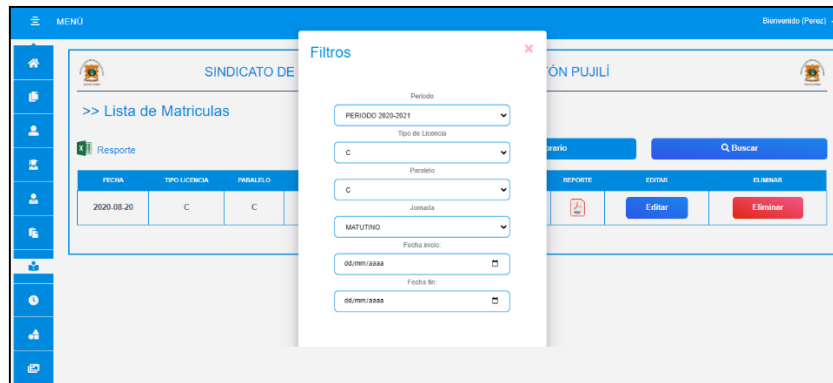 MENÚ
Bienvenido (Perez)
Filtros
×
SINDICATO DE
TÓN PUJILÍ
>> Lista de Matriculas
Periodo
PERIODO 2020-2021
Tipo de Licencia
C
Resporte
orario
Buscar
Paralelo
C
FECHA TIPO LICENCIA PARALELO REPORTE EDITAR ELIMINAR
2020-08-20 C C Editar Eliminar
Jornada
MATUTINO
Fecha inicio:
dd/mm/aaaa
Fecha fin:
dd/mm/aaaa